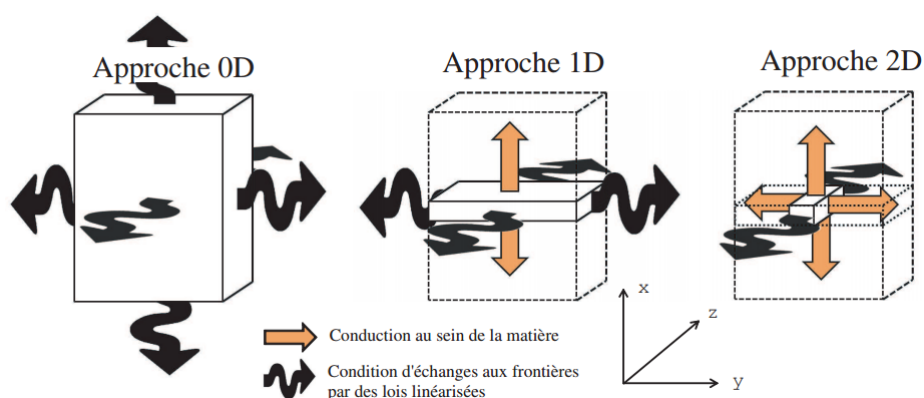 Approche 0D
Approche 1D
Approche 2D
x
z
y
Conduction au sein de la matière
Condition d'échanges aux frontières
par des lois linéarisées